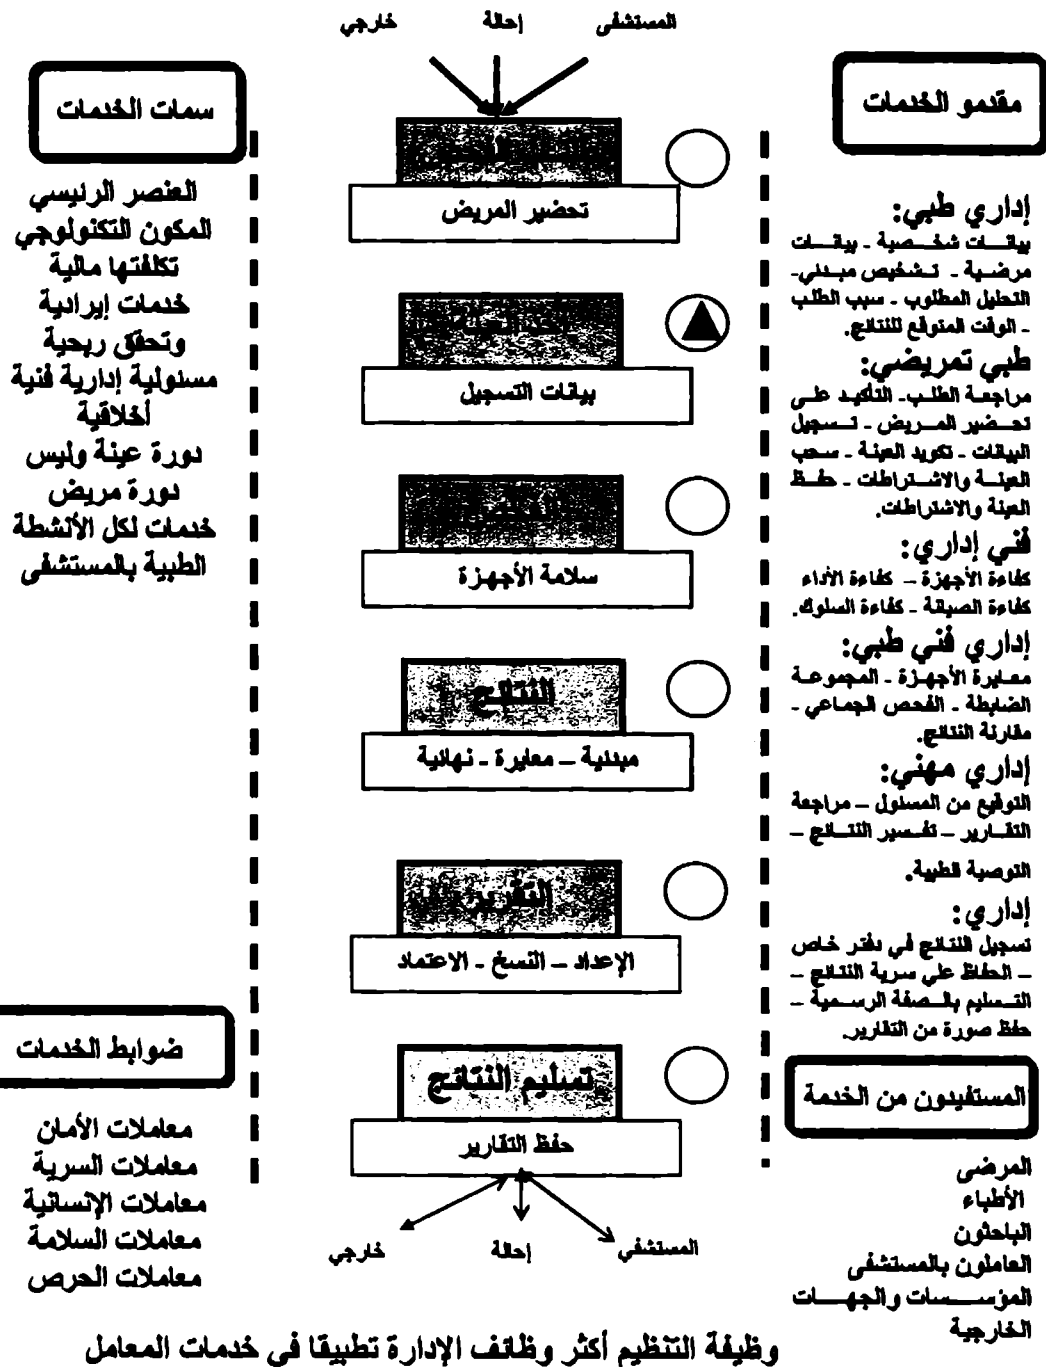 المستشفى إحالة خارجي
مقدمو الخدمات
إداري طبي:
بيانات شخصية - بيانات
مرضية - تشخيص مبدئي-
التحليل المطلوب - سبب الطلب
- الوقت المتوقع للنتائج.
طبي تمريضي:
مراجعة الطلب- التأكيد على
تحضير المريض - تسجيل
البيانات - تكويد العينة - سحب
العينة والاشتراطات - حفظ
العينة والاشتراطات.
فني إداري:
كفاءة الأجهزة – كفاءة الأداء
كفاءة الصيانة - كفاءة السلوك.
إداري فني طبي:
معايرة الأجهزة - المجموعة
الضابطة - الفحص الجماعي -
مقارنة النتائج.
إداري مهني:
التوقيع من المسئول – مراجعة
التقارير – تفسير النتائج –
التوصية الطبية.
إداري:
تسجيل النتائج في دفتر خاص
– الحفاظ علي سرية النتائج –
التسليم بالصفة الرسمية –
حفظ صورة من التقارير.
المستفيدون من الخدمة
المرضى
الأطباء
الباحثون
العاملون بالمستشفى
المؤسسات والجهات
الخارجية
تحضير المريض
أخذ العينة
بيانات التسجيل
الفحص
سلامة الأجهزة
النتائج
مبدئية – معايرة - نهائية
التقرير
الإعداد – النسخ - الاعتماد
تسليم النتائج
حفظ التقارير
المستشفي إحالة خارجي
سمات الخدمات
العنصر الرئيسي
المكون التكنولوجي
تكلفتها مالية
خدمات إيرادية
وتحقق ربحية
مسئولية إدارية فنية
أخلاقية
دورة عينة وليس
دورة مريض
خدمات لكل الأنشطة
الطبية بالمستشفى
ضوابط الخدمات
معاملات الأمان
معاملات السرية
معاملات الإنسانية
معاملات السلامة
معاملات الحرص
وظيفة التنظيم أكثر وظائف الإدارة تطبيقا في خدمات المعامل